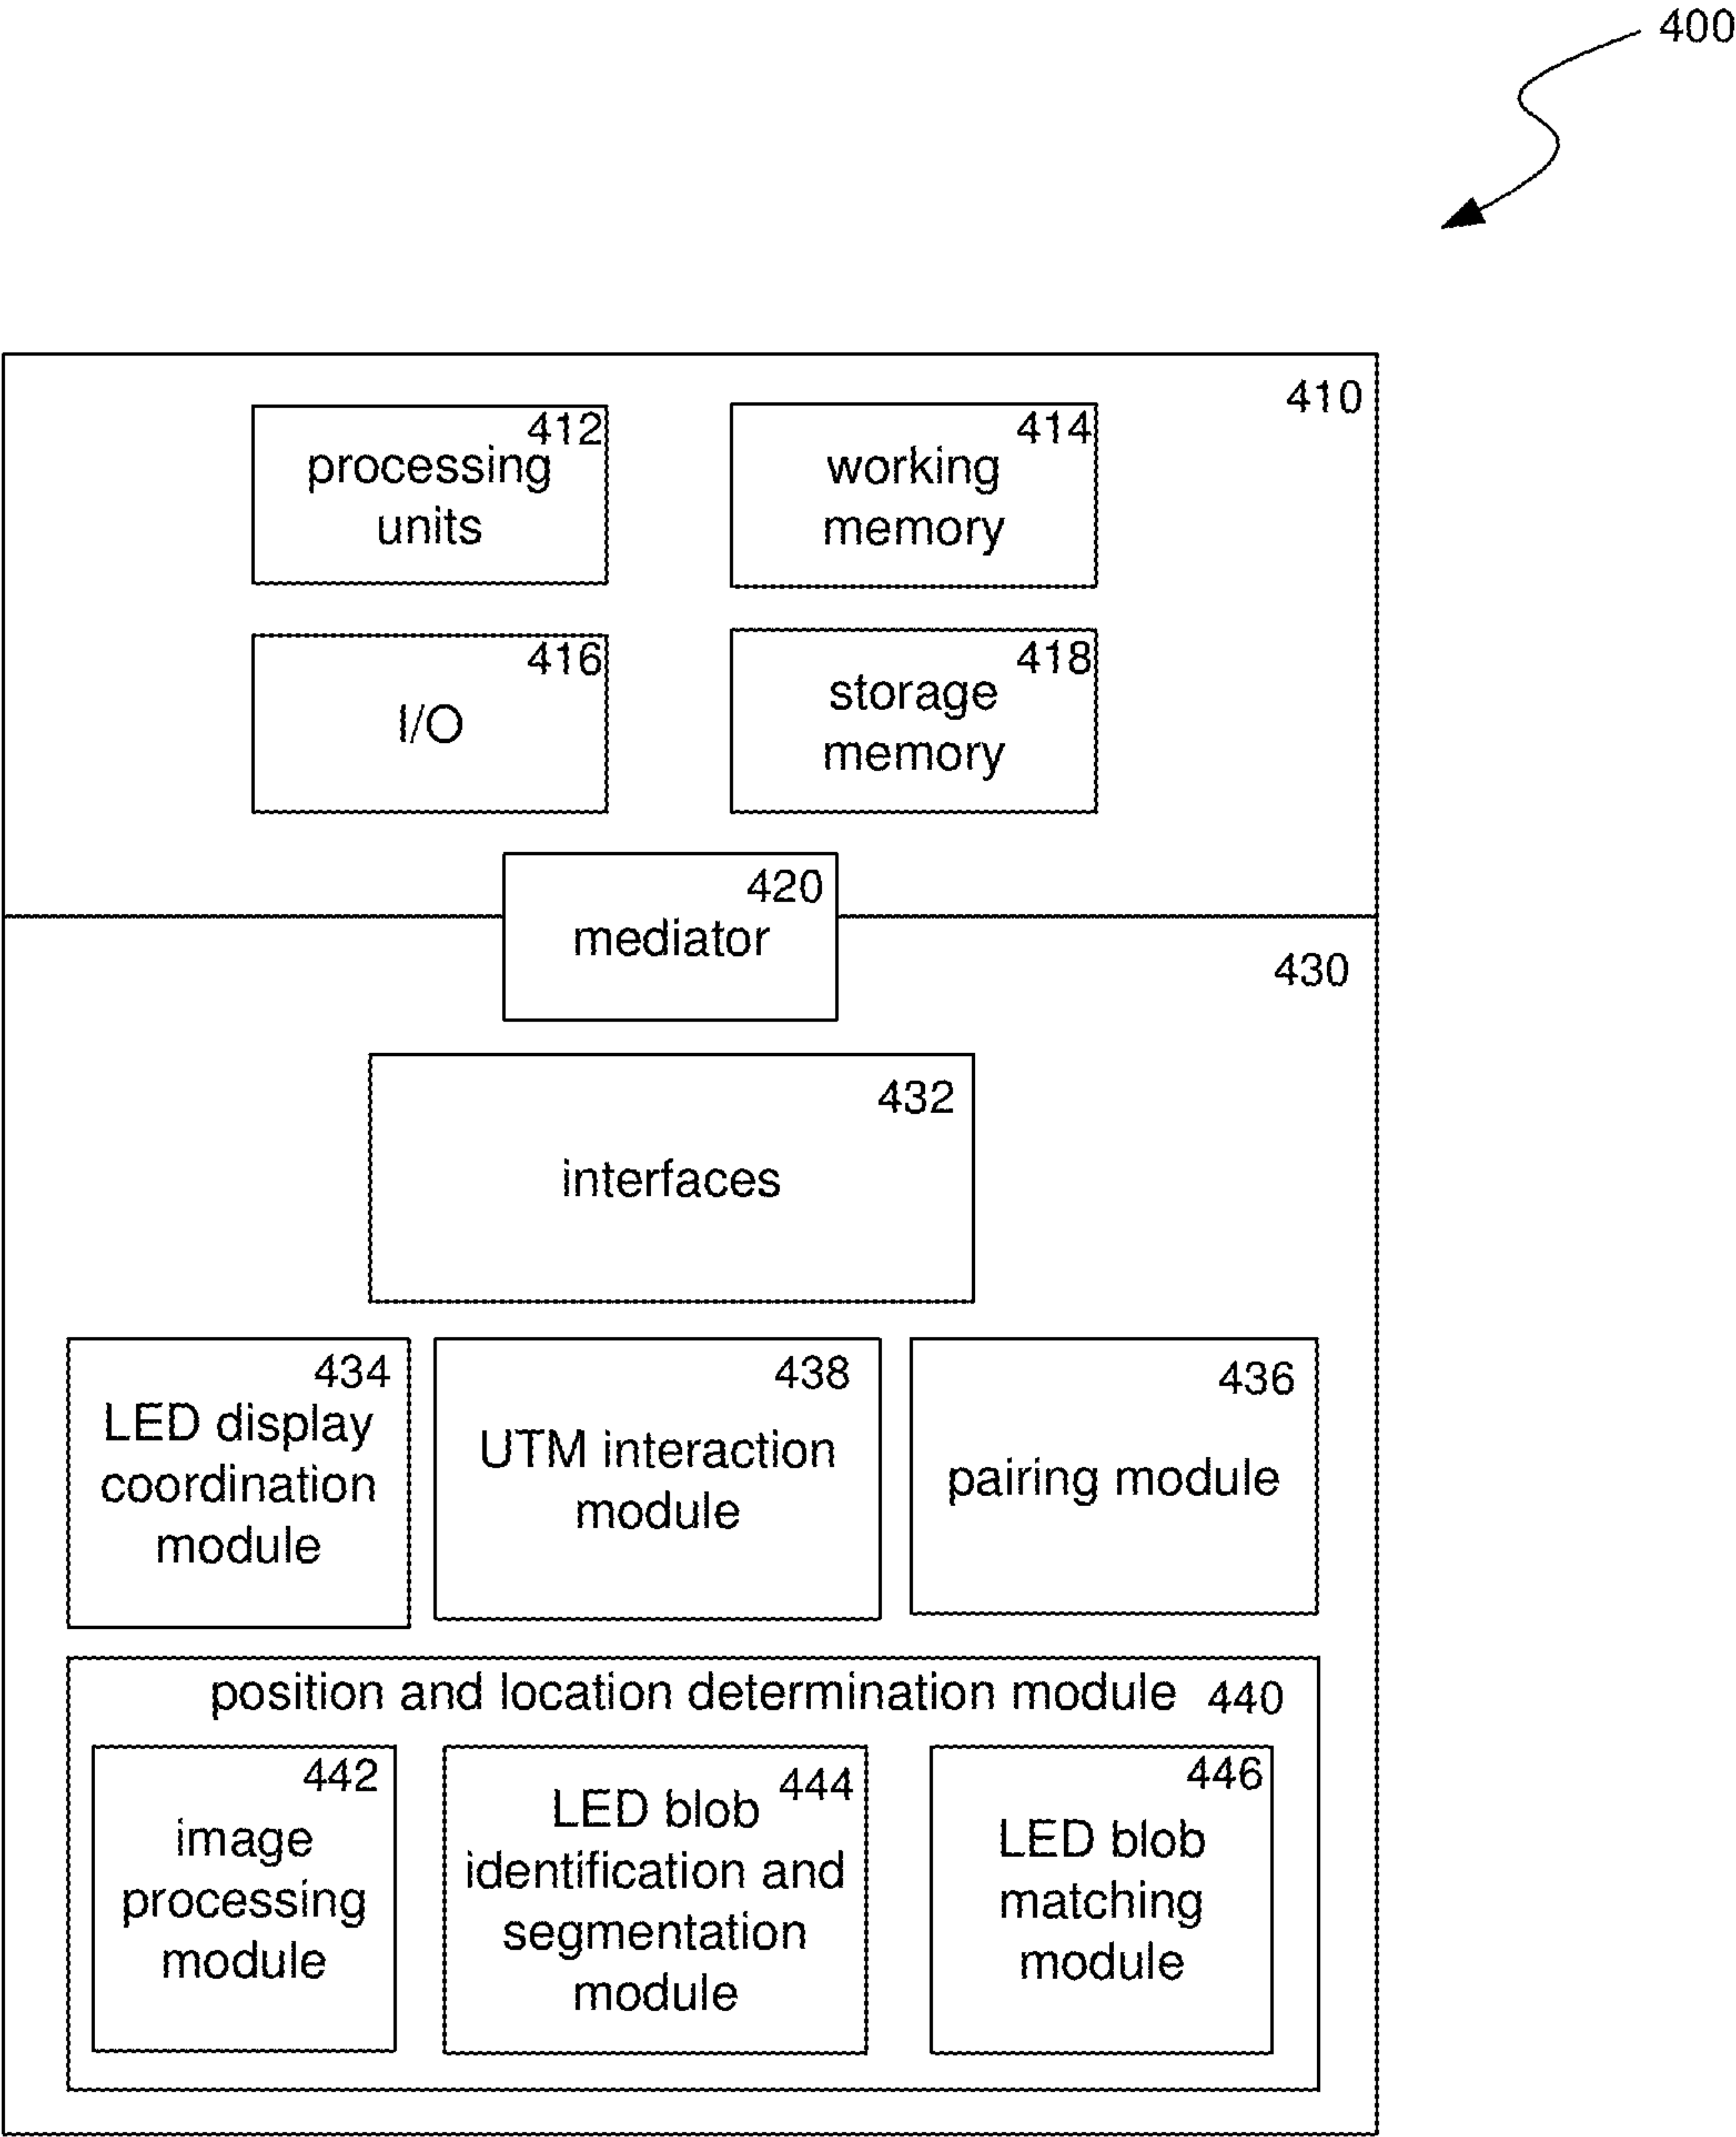 400
410
412
processing
units
414
working
memory
416
I/O
418
storage
memory
420
mediator
430
432
interfaces
434
LED display
coordination
module
438
UTM interaction
module
436
pairing module
position and location determination module 440
442
image
processing
module
444
LED blob
identification and
segmentation
module
446
LED blob
matching
module